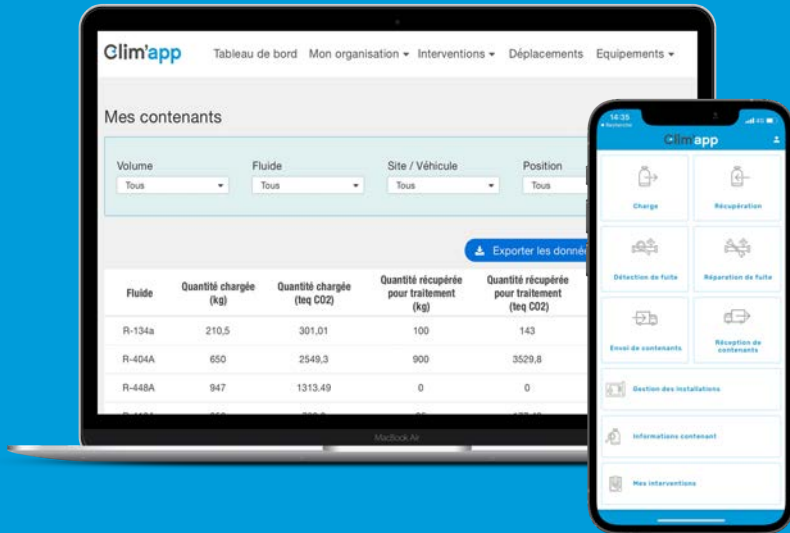 Clim'app
Tableau de bord Mon organisation Interventions Déplacements Equipements
Mes contenants
Volume Fluide Site / Véhicule Position
Tous Tous Tous Tous
Exporter les donné
Fluide Quantité chargée (kg) Quantité chargée (teq CO2) Quantité récupérée pour traitement (kg) Quantité récupérée pour traitement (teq CO2)
R-134a 210,5 301,01 100 143
R-404A 650 2549,3 900 3529,8
R-448A 947 1313.49 0 0
MacBook Air
14:35
4G
Recherche
Clim'app
Charge Récupération
Détection de fuite Réparation de fuite
Envoi de contenants Réception de contenants
Gestion des installations
Informations contenant
Mes interventions